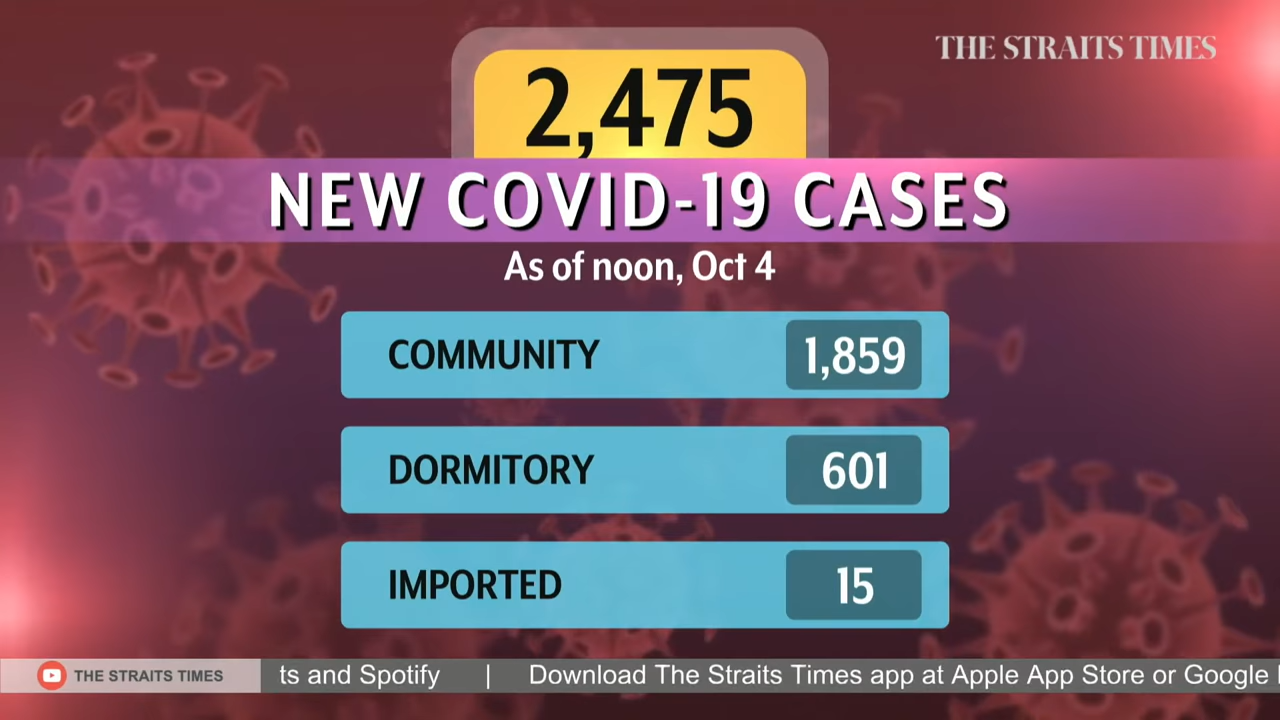 THE STRAITS TIMES
2,475
NEW COVID-19 CASES
As of noon, Oct 4
COMMUNITY 1,859
DORMITORY 601
IMPORTED 15
THE STRAITS TIMES ts and Spotify | Download The Straits Times app at Apple App Store or Google